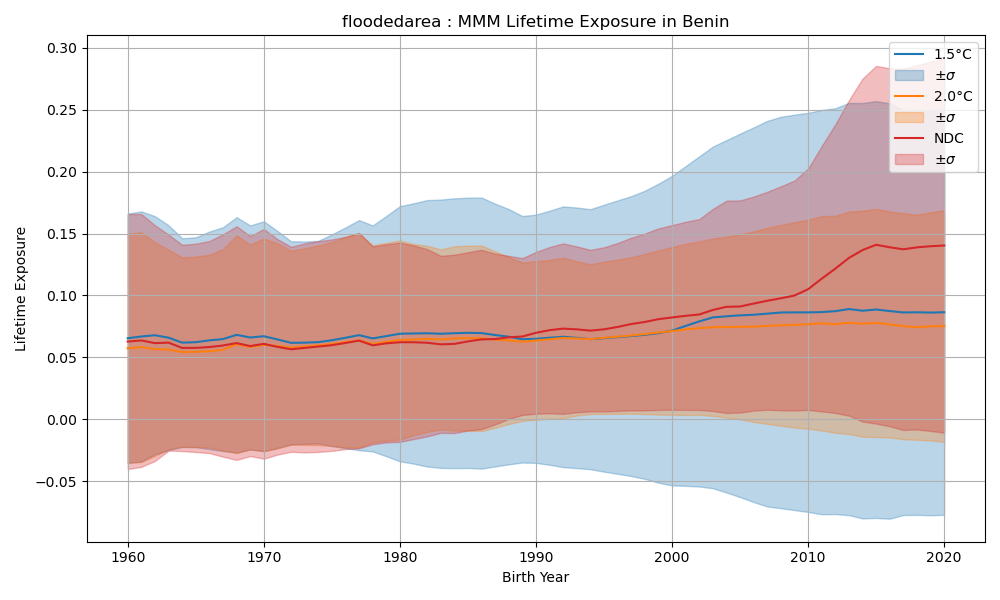 floodedarea : MMM Lifetime Exposure in Benin
0.30
0.25
0.20
0.15
0.10
0.05
0.00
−0.05
Lifetime Exposure
1.5°C
±σ
2.0°C
±σ
NDC
±σ
1960 1970 1980 1990 2000 2010 2020
Birth Year